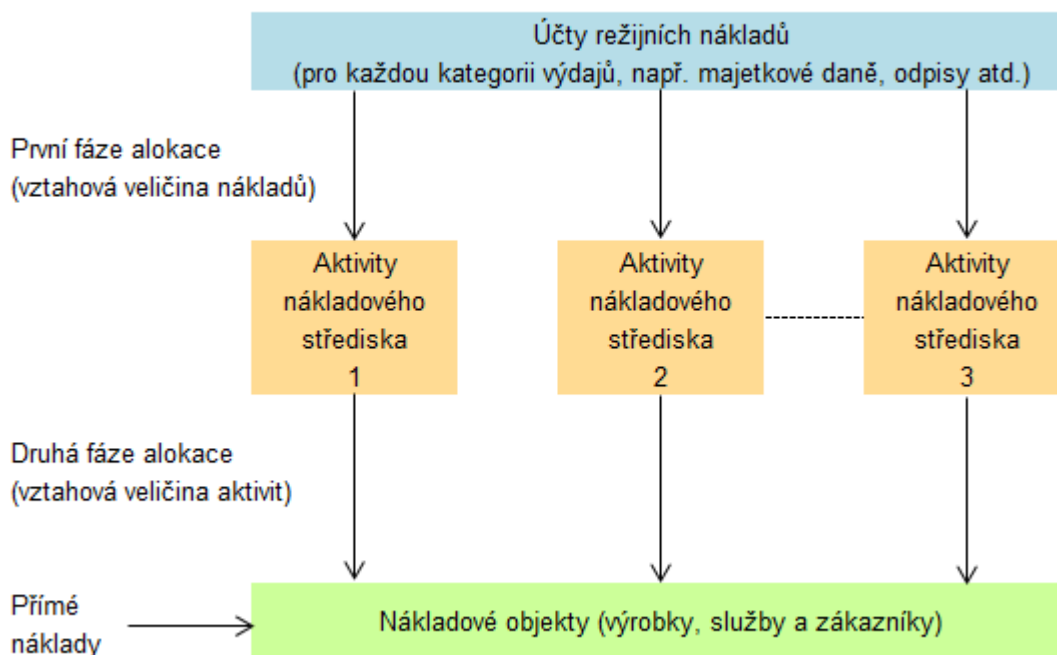 Účty režijních nákladů
(pro každou kategorii výdajů, např. majetkové daně, odpisy atd.)
První fáze alokace
(vztahová veličina nákladů)
Aktivity
nákladového
střediska
1
Aktivity
nákladového
střediska
2
Aktivity
nákladového
střediska
3
Druhá fáze alokace
(vztahová veličina aktivit)
Přímé
náklady
Nákladové objekty (výrobky, služby a zákazníky)